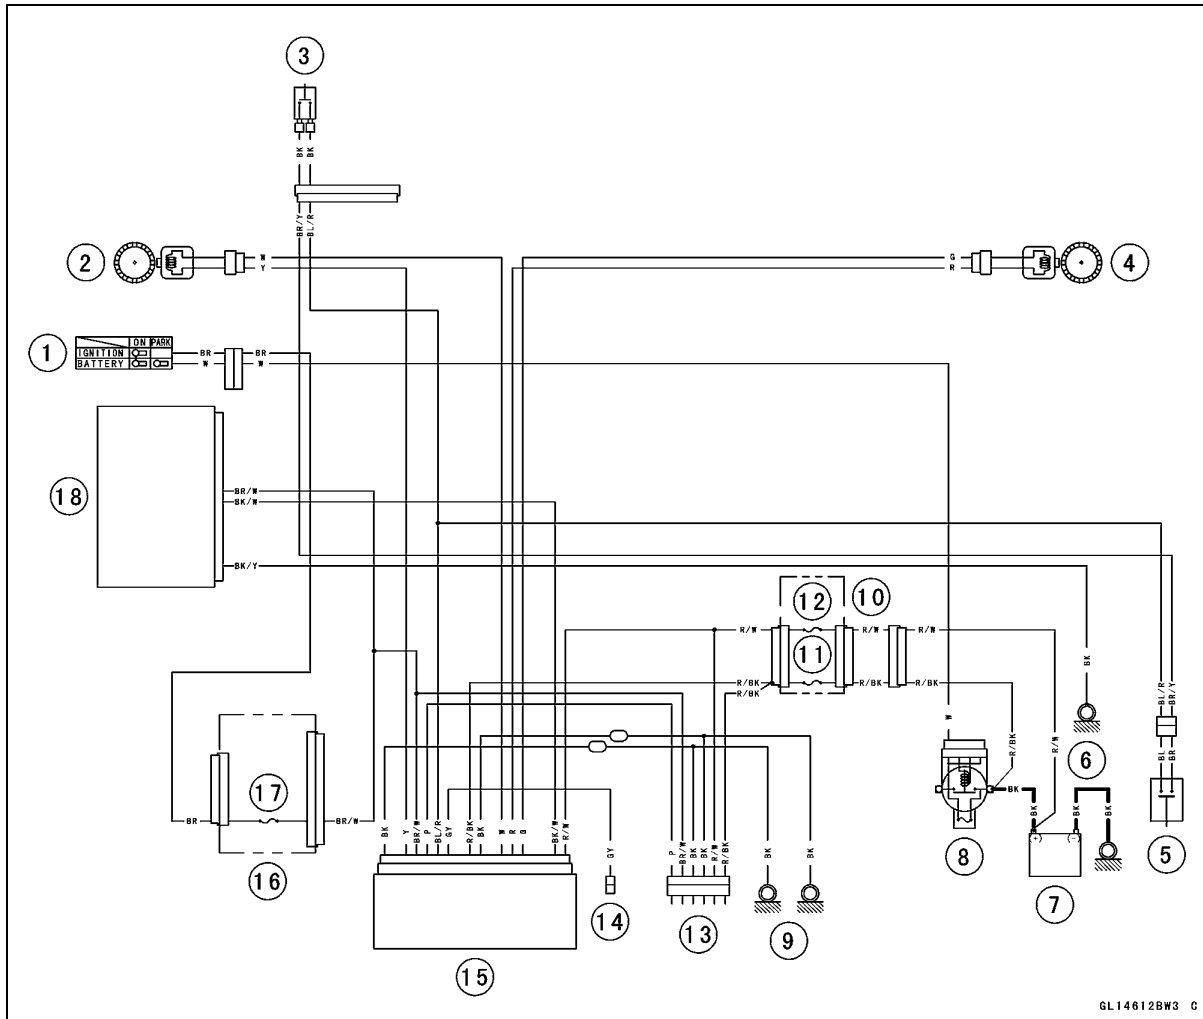 3
BK BK
BR/Y BL/R
2
W
Y
G
R
4
1
ON PARK
IGNITION
BATTERY
BR BR
W W
18
BR/W
BK/W
BK/Y
12
10
R/W R/W R/W
11
R/BK R/BK R/BK
R/BK
BK
BL/R BR/Y
W
R/BK
R/W
6
BL BR
17
BR BR/W
16
BK Y BR/W P BL/R GY R/BK BK W R G BK/W R/W
GY
P BR/W BK BK R/W R/BK
BK
BK
BK
BK
BK
BK
(+) (-)
8
7
5
14
13
9
15
GL14612BW3 C